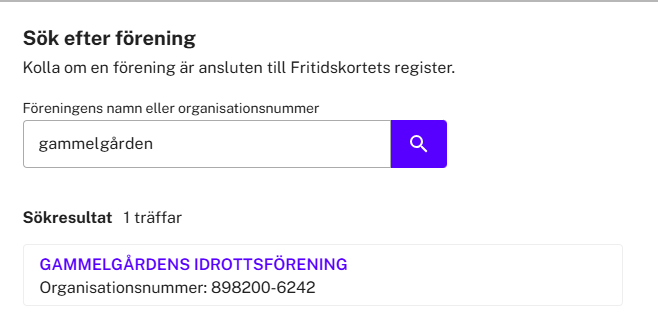 Sök efter förening
Kolla om en förening är ansluten till Fritidskortets register.
Föreningens namn eller organisationsnummer
gammelgården
Sökresultat 1 träffar
GAMMELGÅRDENS IDROTTSFÖRENING
Organisationsnummer: 898200-6242